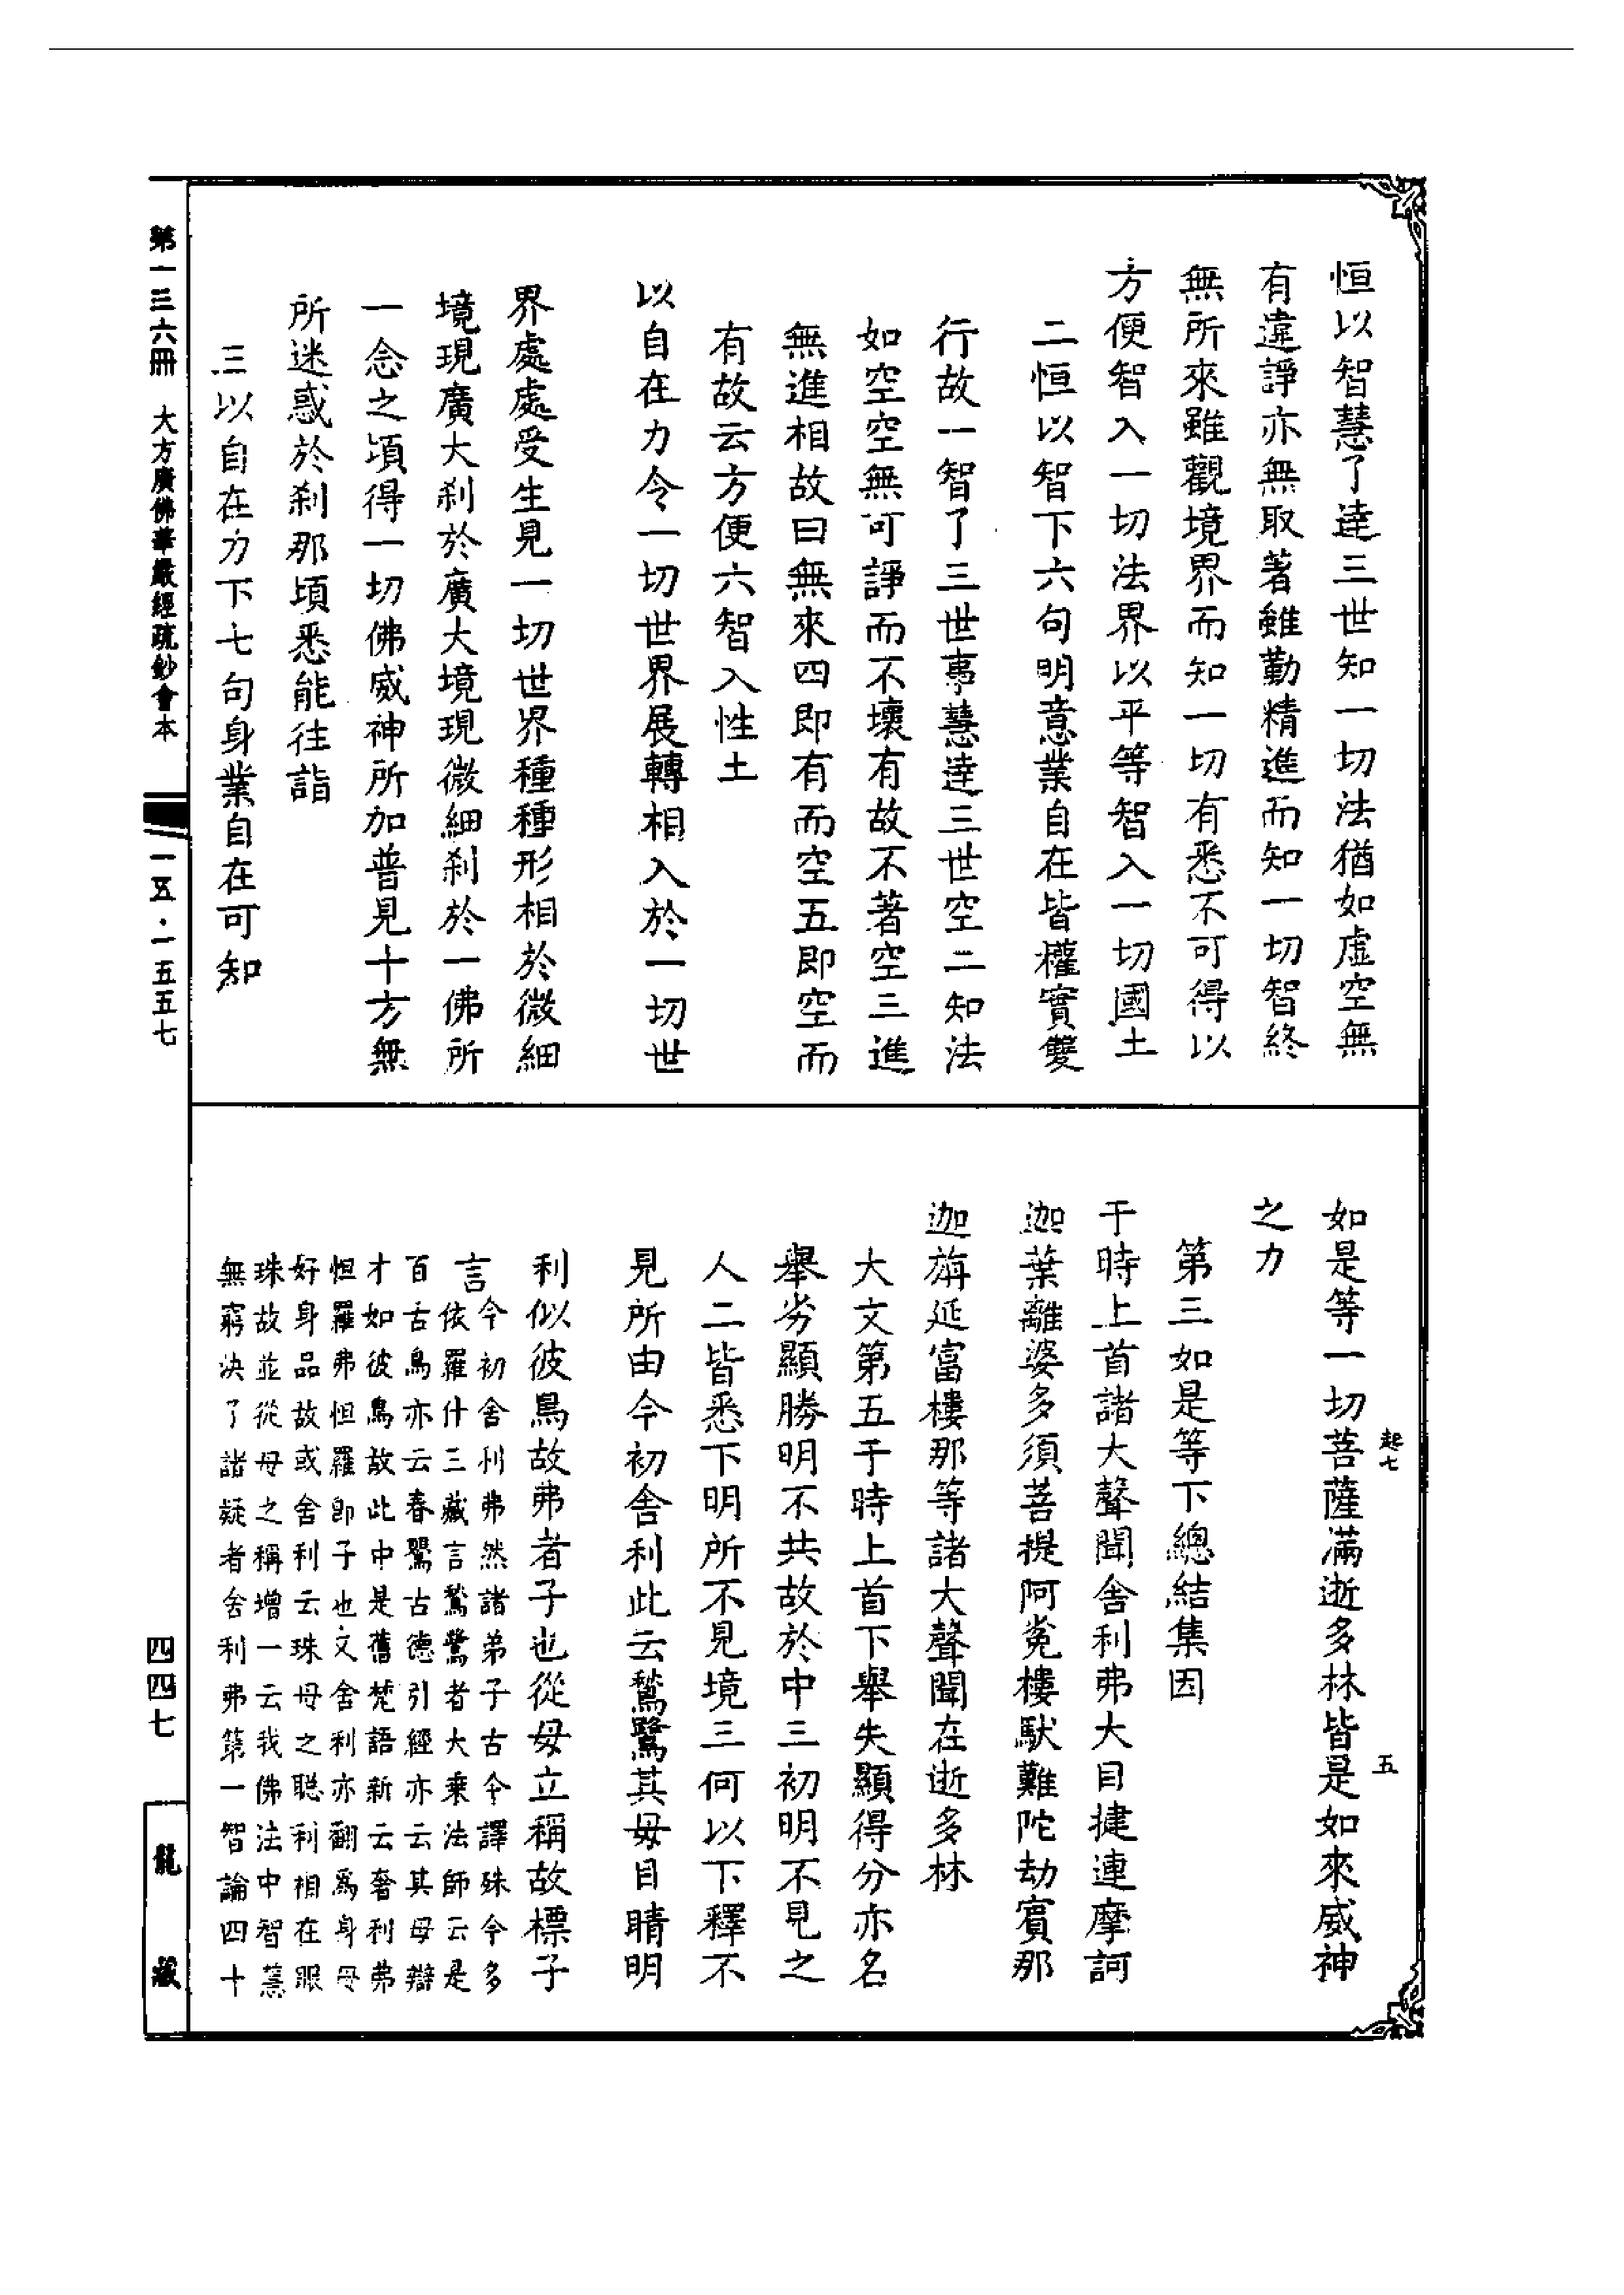 恒以智慧了達三世知一切法猶如虛空無
有違諍亦無取著雖勤精進而知一切智終
無所來雖觀境界而知一切有悉不可得以
方便智入一切法界以平等智入一切國土
二恒以智下六句明意業自在皆權實雙
行故一智了三世事慧達三世空二知法
如空空無可諍而不壞有故不著空三進
無進相故曰無來四即有而空五即空而
有故云方便六智入性土
以自在力令一切世界展轉相入於一切世
界處處受生見一切世界種種形相於微細
境現廣大剎於廣大境現微細剎於一佛所
一念之頃得一切佛威神所加普見十方無
所迷惑於剎那頃悉能往詣
三以自在力下七句身業自在可知
如是等一切菩薩滿逝多林皆是如來威神
之力
第三如是等下總結集因
于時上首諸大聲聞舍利弗大目揵連摩訶
迦葉離婆多須菩提阿㝹樓馱難陀劫賓那
迦旃延富樓那等諸大聲聞在逝多林
大文第五于時上首下舉失顯得分亦名
舉劣顯勝明不共故於中三初明不見之
人二皆悉下明所不見境三何以下釋不
見所由今初舍利此云鶖鷺其母目睛明
利似彼鳥故弗者子也從母立稱故標子
言
今初舍利弗然諸弟子古今譯殊今多
依羅什三藏言鶖鷺者大乘法師云是
百舌鳥亦云春鸎古德引經亦云其母辯
才如彼鳥故此中是舊梵語新云奢利弗
怛羅弗怛羅即子也文舍利亦翻爲身母
好身品故或舍利云珠母之聰利相在眼
珠故並從母之稱增一云我佛法中智慧
無窮決了諸疑者舍利弗第一智論四十
起七
五
第一三六冊 大方廣佛華嚴經疏鈔會本
一五·一五五七
四四七
龍藏